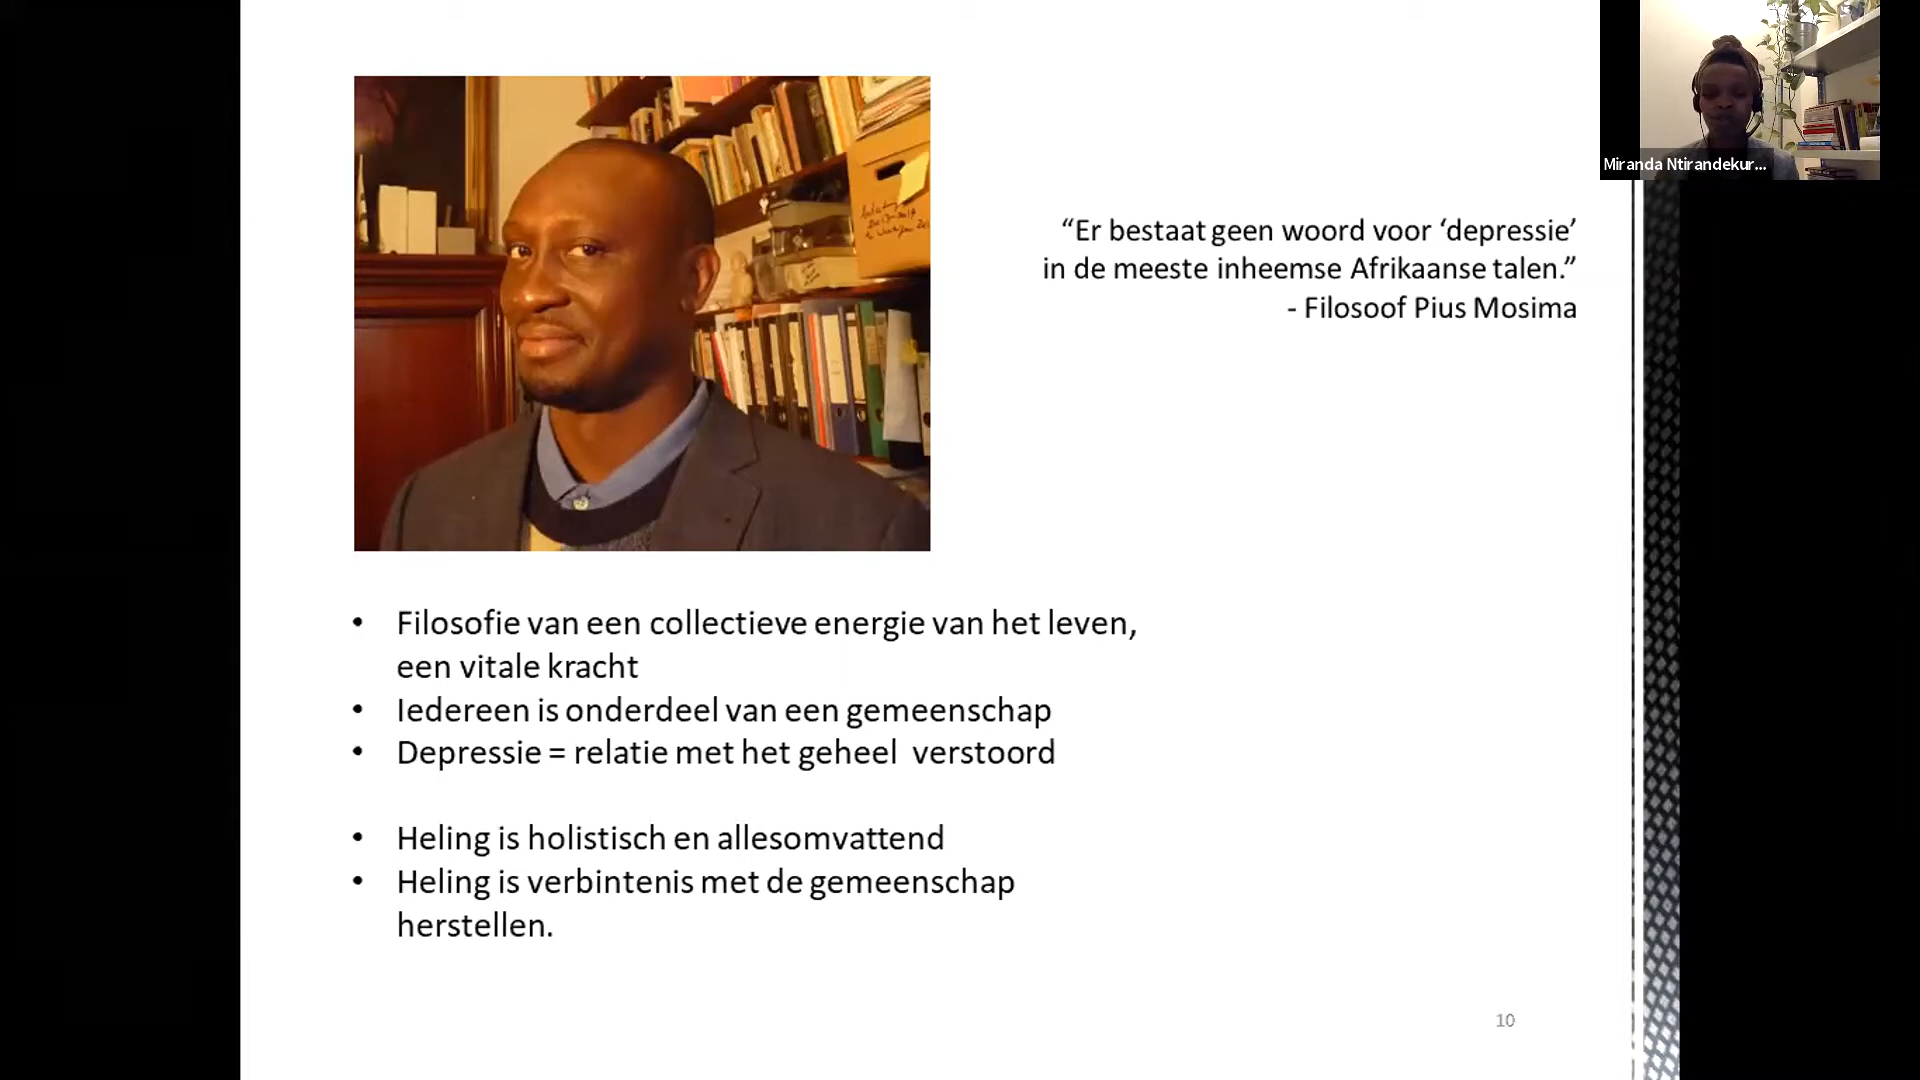 Miranda Ntirandekur...
“Er bestaat geen woord voor ‘depressie’
in de meeste inheemse Afrikaanse talen.”
- Filosoof Pius Mosima
• Filosofie van een collectieve energie van het leven,
een vitale kracht
• Iedereen is onderdeel van een gemeenschap
• Depressie = relatie met het geheel verstoord
• Heling is holistisch en allesomvattend
• Heling is verbintenis met de gemeenschap
herstellen.
10